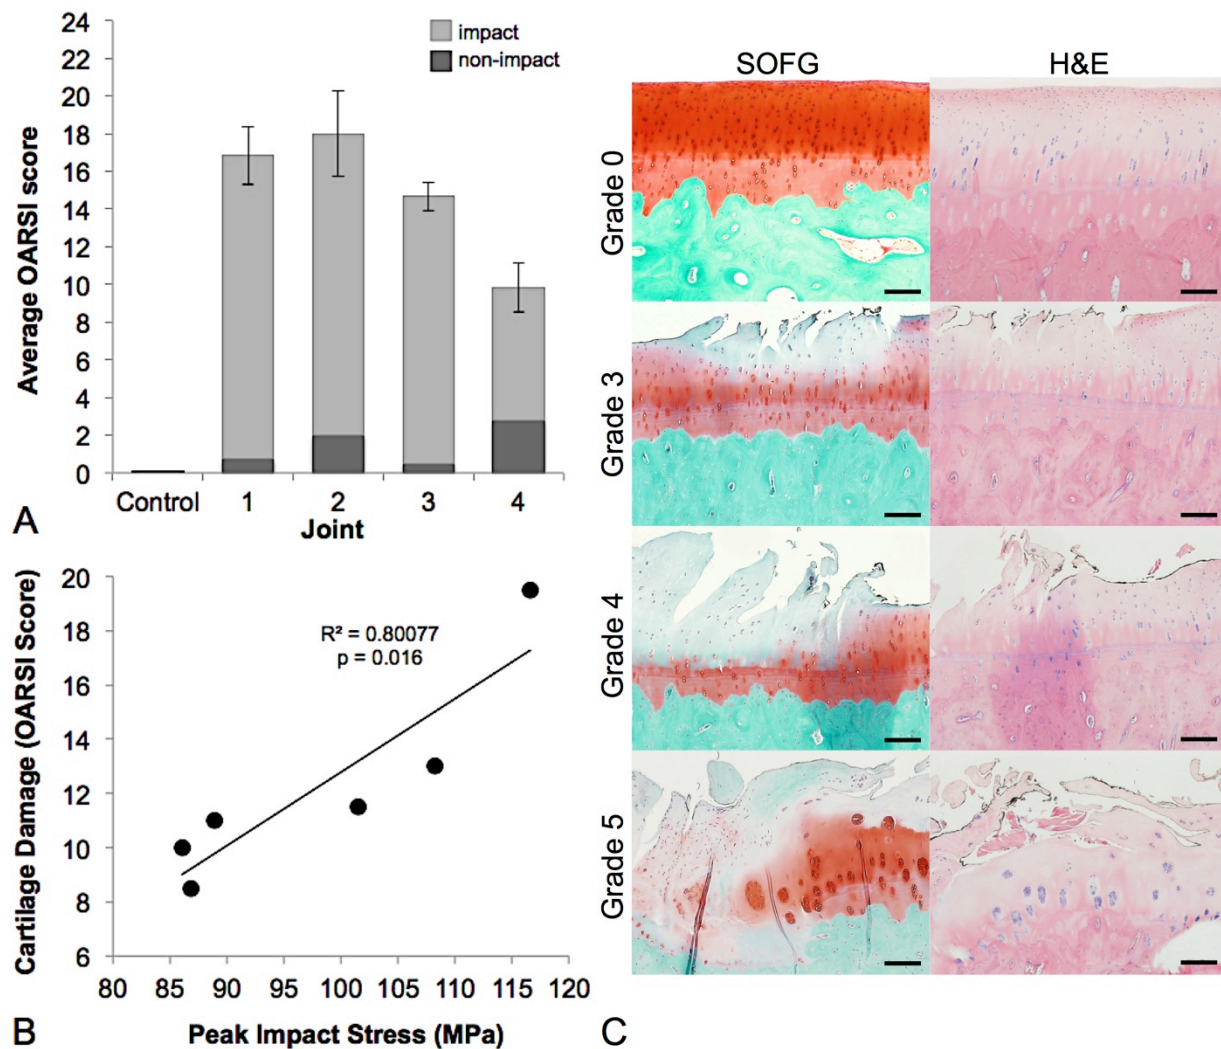 24
22
20
18
16
14
12
10
8
6
4
2
0
Average OARSI score
impact
non-impact
Control 1 2 3 4
Joint
A
20
18
16
14
12
10
8
6
Cartilage Damage (OARSI Score)
R² = 0.80077
p = 0.016
80 85 90 95 100 105 110 115 120
Peak Impact Stress (MPa)
B
SOFG H&E
Grade 0
Grade 3
Grade 4
Grade 5
C